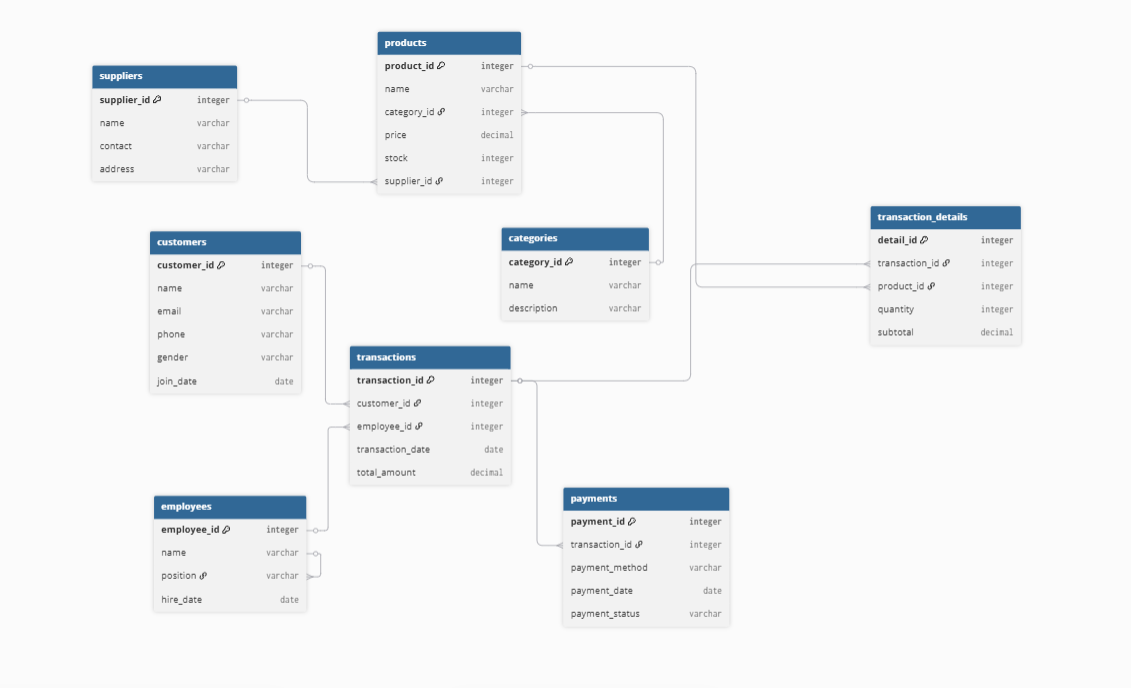 products
product_id integer
name varchar
category_id integer
price decimal
stock integer
supplier_id integer
suppliers
supplier_id integer
name varchar
contact varchar
address varchar
transaction_details
detail_id integer
transaction_id integer
product_id integer
quantity integer
subtotal decimal
customers
customer_id integer
name varchar
email varchar
phone varchar
gender varchar
join_date date
categories
category_id integer
name varchar
description varchar
transactions
transaction_id integer
customer_id integer
employee_id integer
transaction_date date
total_amount decimal
employees
employee_id integer
name varchar
position varchar
hire_date date
payments
payment_id integer
transaction_id integer
payment_method varchar
payment_date date
payment_status varchar